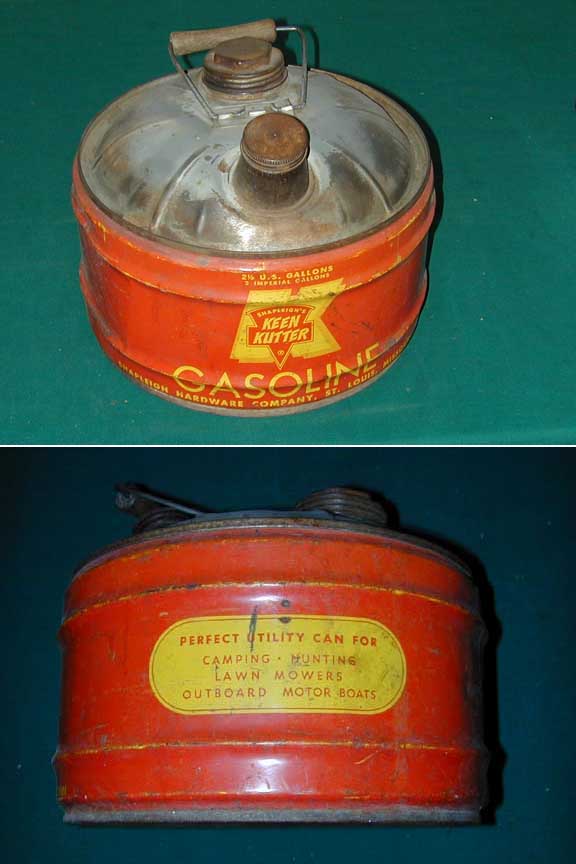 2½ U.S. GALLONS
2 IMPERIAL GALLONS
SHAPLEIGH'S
KEEN
KUTTER
GASOLINE
SHAPLEIGH HARDWARE COMPANY, ST. LOUIS,
PERFECT UTILITY CAN FOR
CAMPING · HUNTING
LAWN MOWERS
OUTBOARD MOTOR BOATS